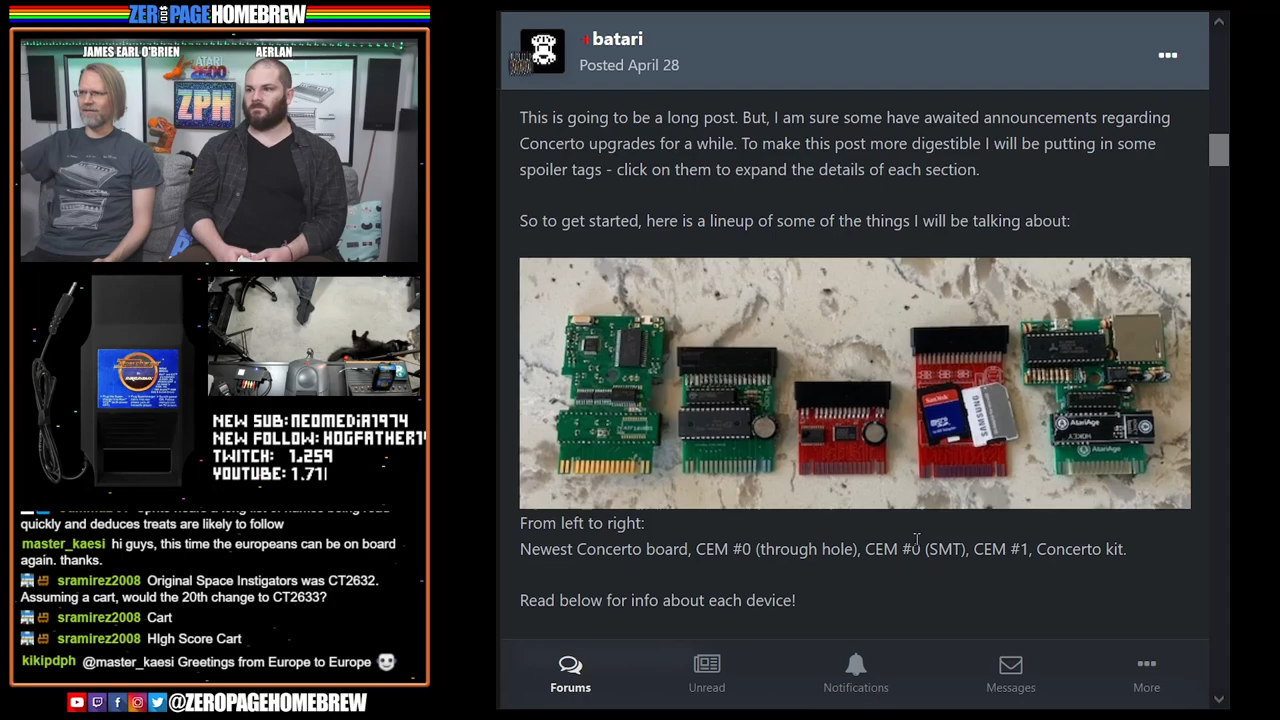 ZEROPAGEHOMEBREW
JAMES EARL O'BRIEN
AERLAN
ATARI
2600
ZPH
NEW SUB:NEOMEDIA1974
NEW FOLLOW:HOGFATHER1
TWITCH: 1.259
YOUTUBE: 1.71
quickly and deduces treats are likely to follow
master_kaesi hi guys, this time the europeans can be on board
again. thanks.
sramirez2008 Original Space Instigators was CT2632.
Assuming a cart, would the 20th change to CT2633?
sramirez2008 Cart
sramirez2008 HIgh Score Cart
kikipdph @master_kaesi Greetings from Europe to Europe
@ZEROPAGEHOMEBREW
batari
Posted April 28
This is going to be a long post. But, I am sure some have awaited announcements regarding
Concerto upgrades for a while. To make this post more digestible I will be putting in some
spoiler tags - click on them to expand the details of each section.
So to get started, here is a lineup of some of the things I will be talking about:
SanDisk
SAMSUNG
AtariAge
AtariAge
From left to right:
Newest Concerto board, CEM #0 (through hole), CEM #0 (SMT), CEM #1, Concerto kit.
Read below for info about each device!
Forums
Unread
Notifications
Messages
More